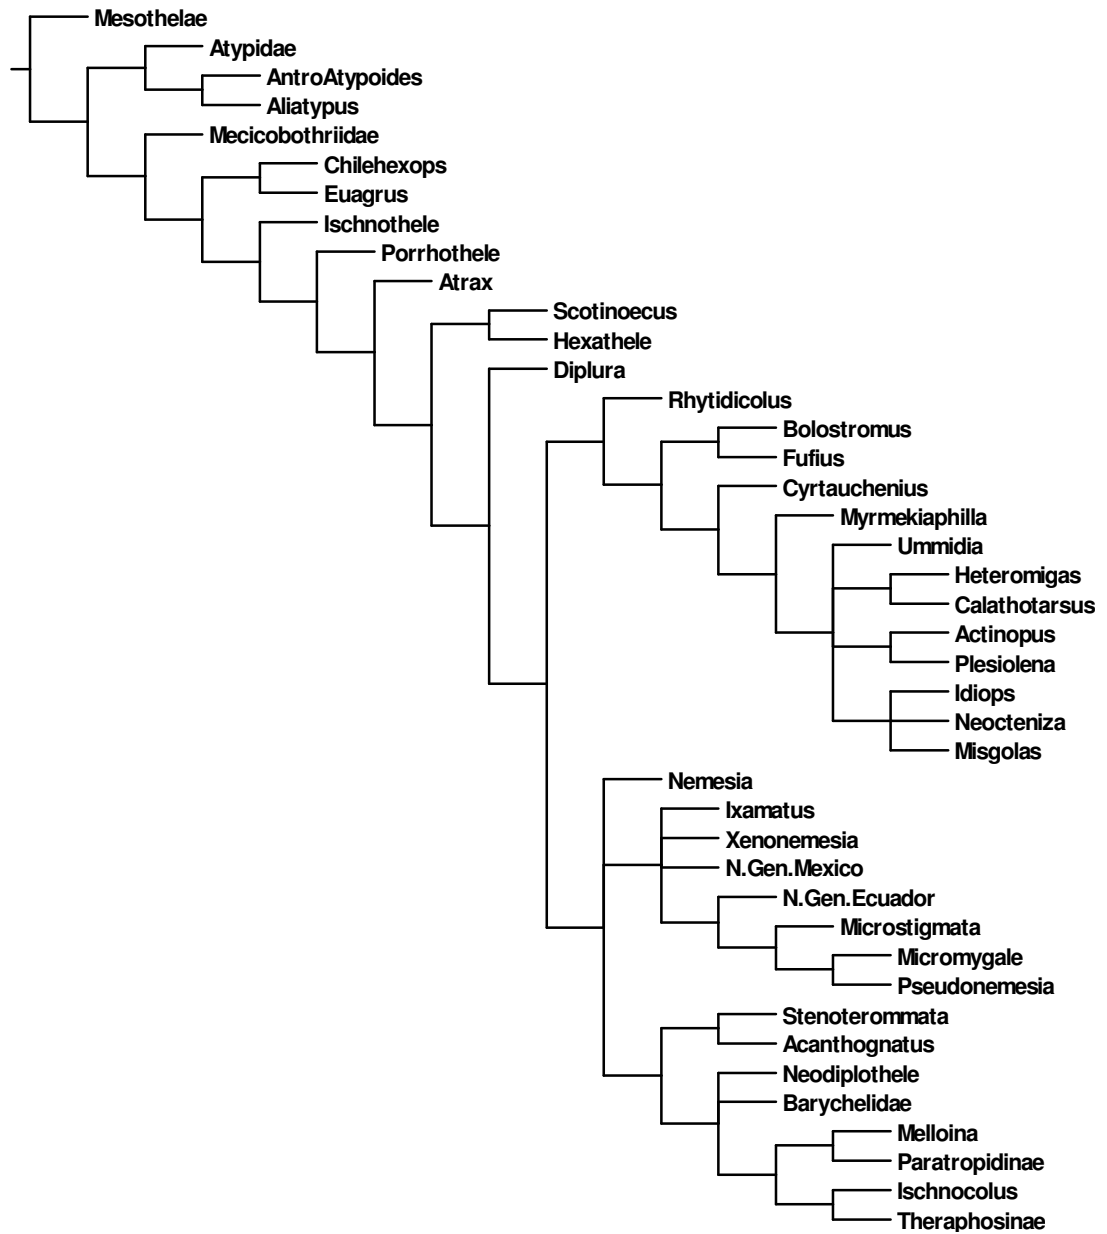 Mesothelae
Atypidae
AntroAtypoides
Aliatypus
Mecicobothriidae
Chilehexops
Euagrus
Ischnothele
Porrhothele
Atrax
Scotinoecus
Hexathele
Diplura
Rhytidicolus
Bolostromus
Fufius
Cyrtauchenius
Myrmekiaphilla
Ummidia
Heteromigas
Calathotarsus
Actinopus
Plesiolena
Idiops
Neocteniza
Misgolas
Nemesia
Ixamatus
Xenonemesia
N.Gen.Mexico
N.Gen.Ecuador
Microstigmata
Micromygale
Pseudonemesia
Stenoterommata
Acanthognatus
Neodiplothele
Barychelidae
Melloina
Paratropidinae
Ischnocolus
Theraphosinae